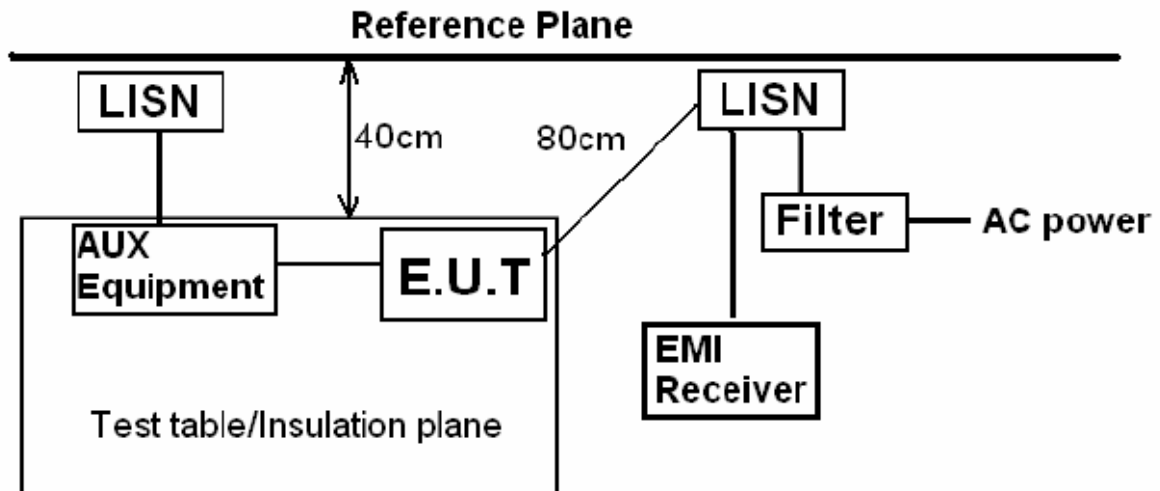 Reference Plane
LISN
40cm
80cm
LISN
Filter
AC power
AUX
Equipment
E.U.T
EMI
Receiver
Test table/Insulation plane